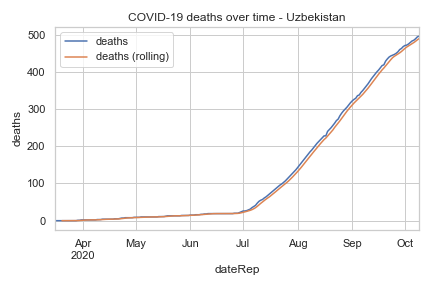 COVID-19 deaths over time - Uzbekistan
deaths
deaths (rolling)
500
400
300
200
100
0
deaths
Apr
2020
May
Jun
Jul
Aug
Sep
Oct
dateRep